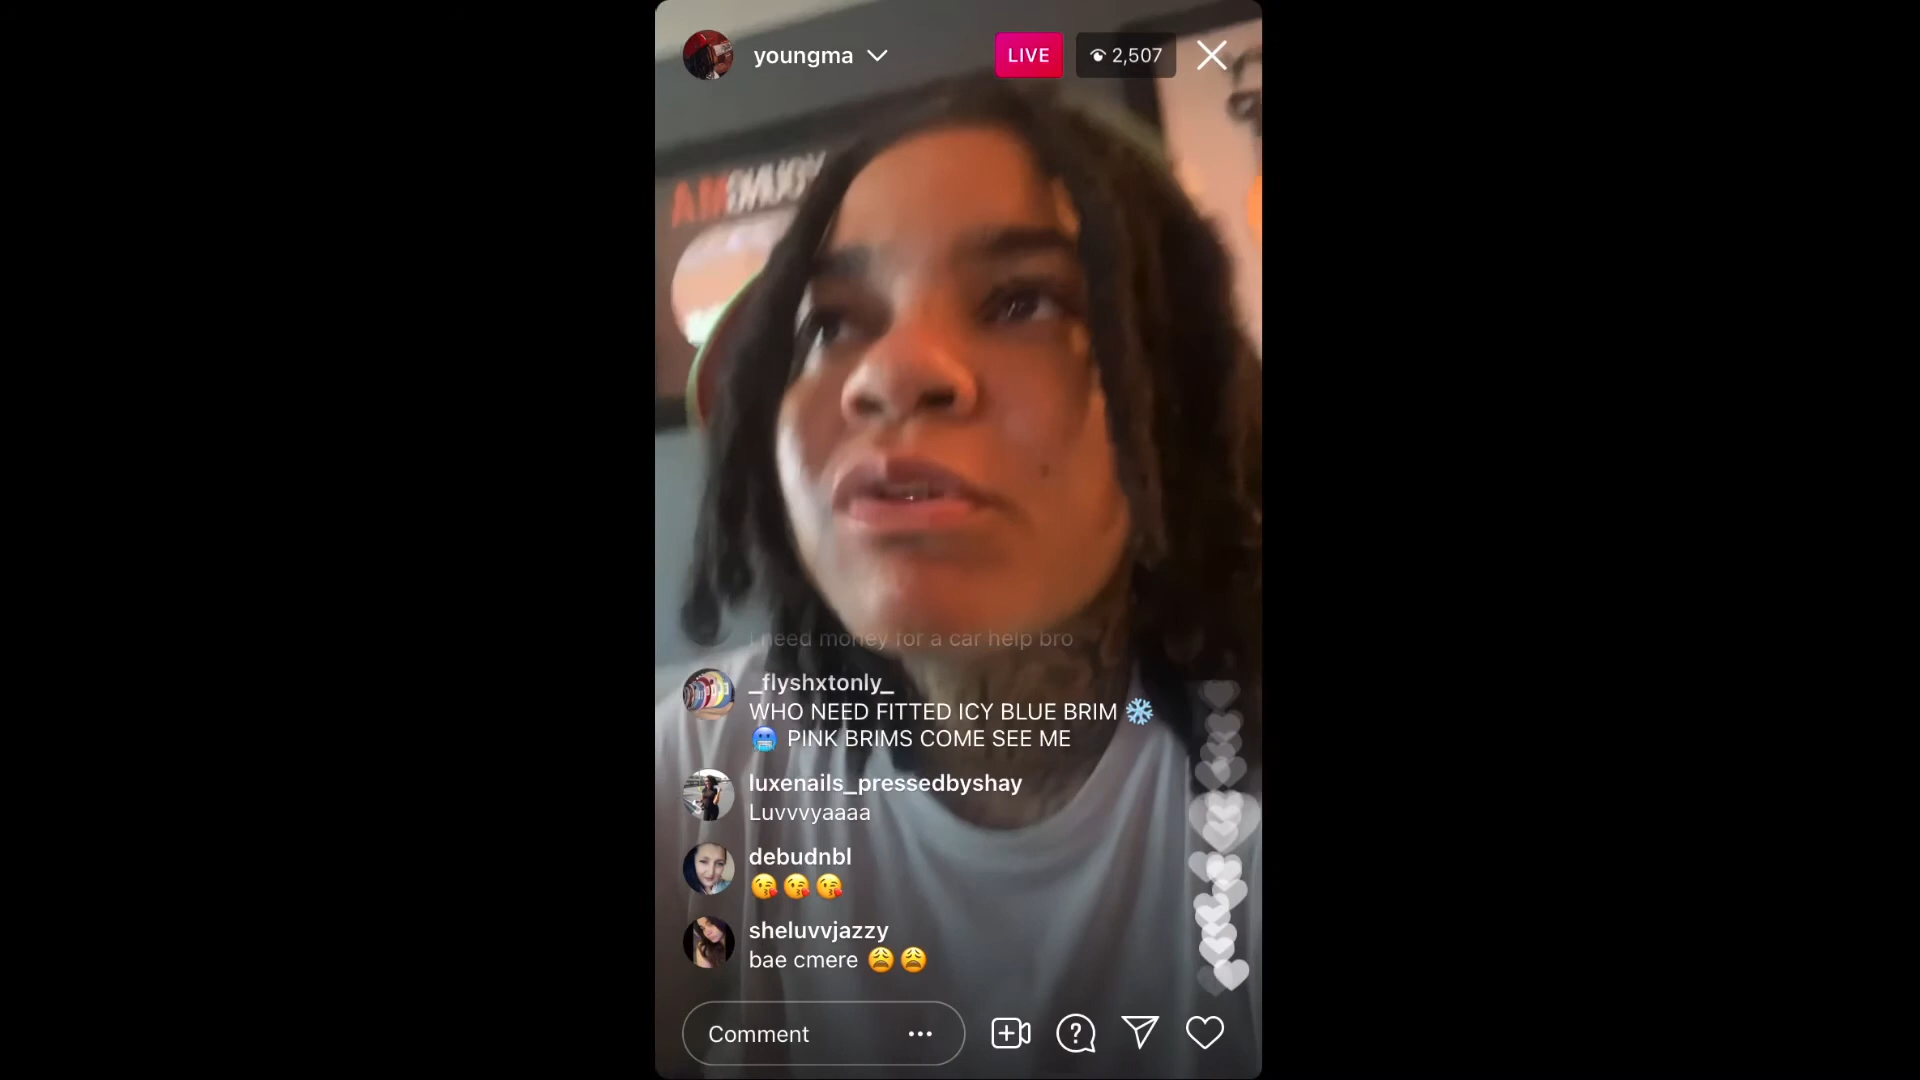 youngma
LIVE
2,507
YOUNGMA
I need money for a car help bro
_flyshxtonly_
WHO NEED FITTED ICY BLUE BRIM ❄️
🥶 PINK BRIMS COME SEE ME
luxenails_pressedbyshay
Luvvvyaaaa
debudnbl
😘😘😘
sheluvvjazzy
bae cmere 😩😩
Comment